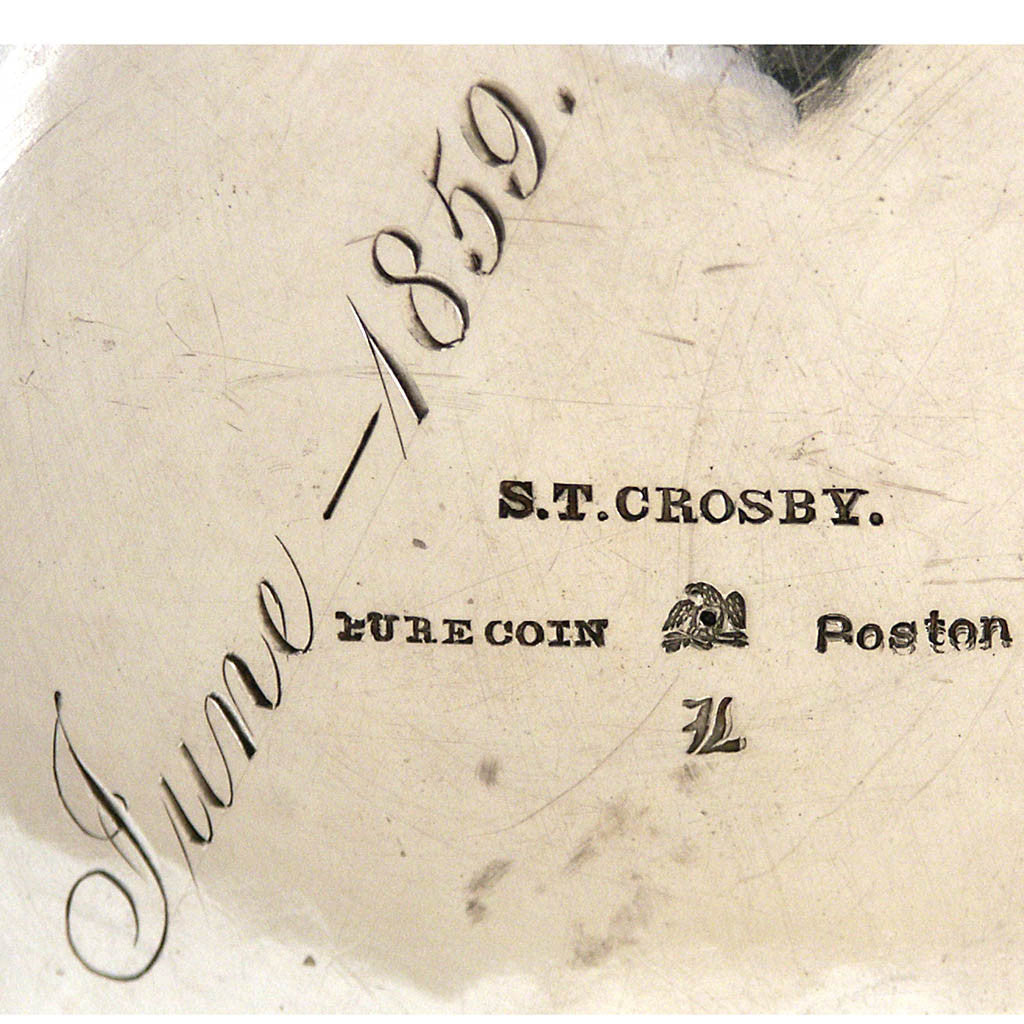 June - 1859.
S.T. CROSBY.
PURE COIN Boston
L